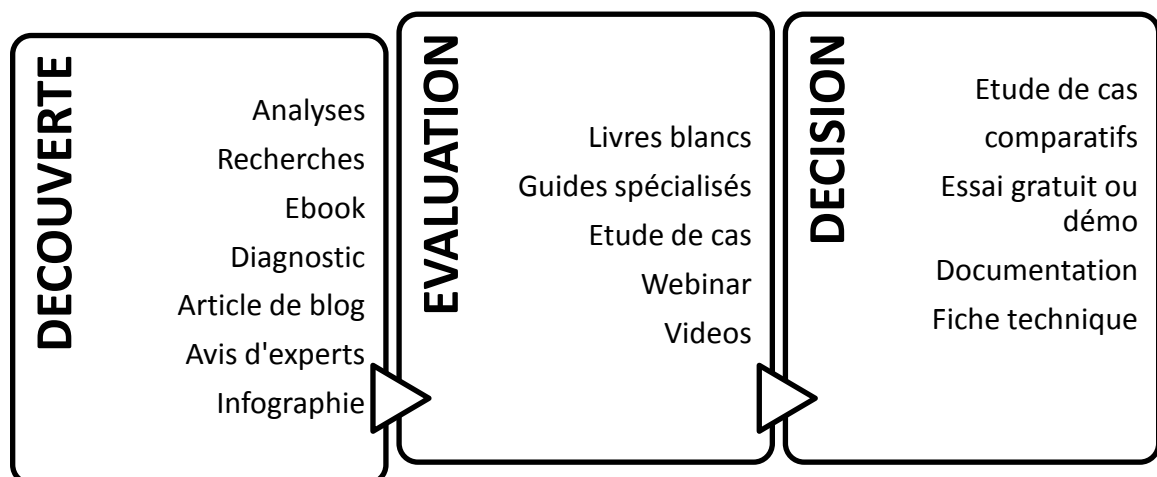 DECOUVERTE
Analyses
Recherches
Ebook
Diagnostic
Article de blog
Avis d'experts
Infographie
EVALUATION
Livres blancs
Guides spécialisés
Etude de cas
Webinar
Videos
DECISION
Etude de cas
comparatifs
Essai gratuit ou
démo
Documentation
Fiche technique